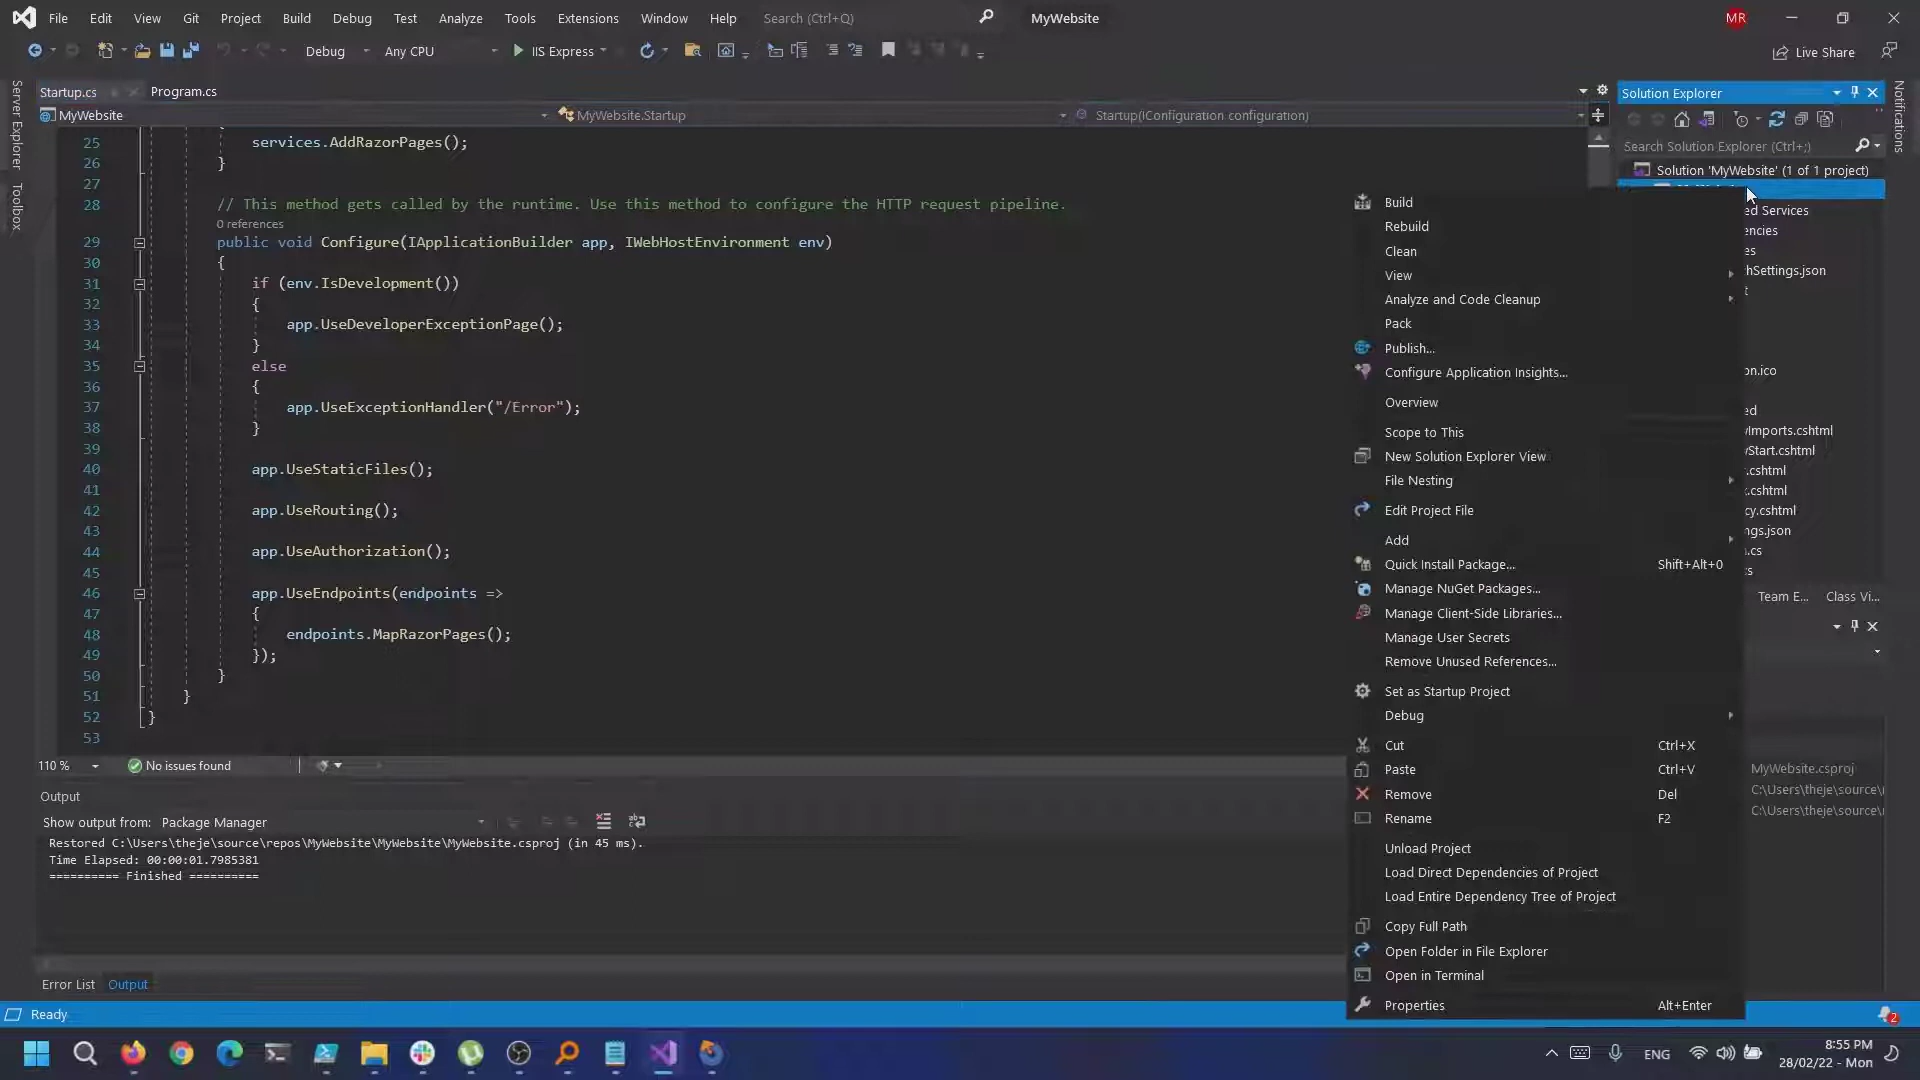 File Edit View Git Project Build Debug Test Analyze Tools Extensions Window Help Search (Ctrl+Q) MyWebsite MR
Debug Any CPU IIS Express Live Share
Server Explorer
Toolbox
Startup.cs Program.cs
MyWebsite MyWebsite.Startup Startup(IConfiguration configuration)
25 services.AddRazorPages();
26 }
27
28 // This method gets called by the runtime. Use this method to configure the HTTP request pipeline.
0 references
29 public void Configure(IApplicationBuilder app, IWebHostEnvironment env)
30 {
31 if (env.IsDevelopment())
32 {
33 app.UseDeveloperExceptionPage();
34 }
35 else
36 {
37 app.UseExceptionHandler("/Error");
38 }
39
40 app.UseStaticFiles();
41
42 app.UseRouting();
43
44 app.UseAuthorization();
45
46 app.UseEndpoints(endpoints =>
47 {
48 endpoints.MapRazorPages();
49 });
50 }
51 }
52 }
53
110 % No issues found
Output
Show output from: Package Manager
Restored C:\Users\theje\source\repos\MyWebsite\MyWebsite\MyWebsite.csproj (in 45 ms).
Time Elapsed: 00:00:01.7985381
========== Finished ==========
Error List Output
Ready
Build
Rebuild
Clean
View
Analyze and Code Cleanup
Pack
Publish...
Configure Application Insights...
Overview
Scope to This
New Solution Explorer View
File Nesting
Edit Project File
Add
Quick Install Package... Shift+Alt+0
Manage NuGet Packages...
Manage Client-Side Libraries...
Manage User Secrets
Remove Unused References...
Set as Startup Project
Debug
Cut Ctrl+X
Paste Ctrl+V
Remove Del
Rename F2
Unload Project
Load Direct Dependencies of Project
Load Entire Dependency Tree of Project
Copy Full Path
Open Folder in File Explorer
Open in Terminal
Properties Alt+Enter
Solution Explorer
Search Solution Explorer (Ctrl+;)
Solution 'MyWebsite' (1 of 1 project)
ed Services
encies
es
hSettings.json
t
on.ico
ed
wImports.cshtml
wStart.cshtml
.cshtml
x.cshtml
cy.cshtml
ngs.json
.cs
s
Team E... Class Vi...
MyWebsite.csproj
C:\Users\theje\source\r
C:\Users\theje\source\r
Notifications
2
ENG 8:55 PM
28/02/22 - Mon